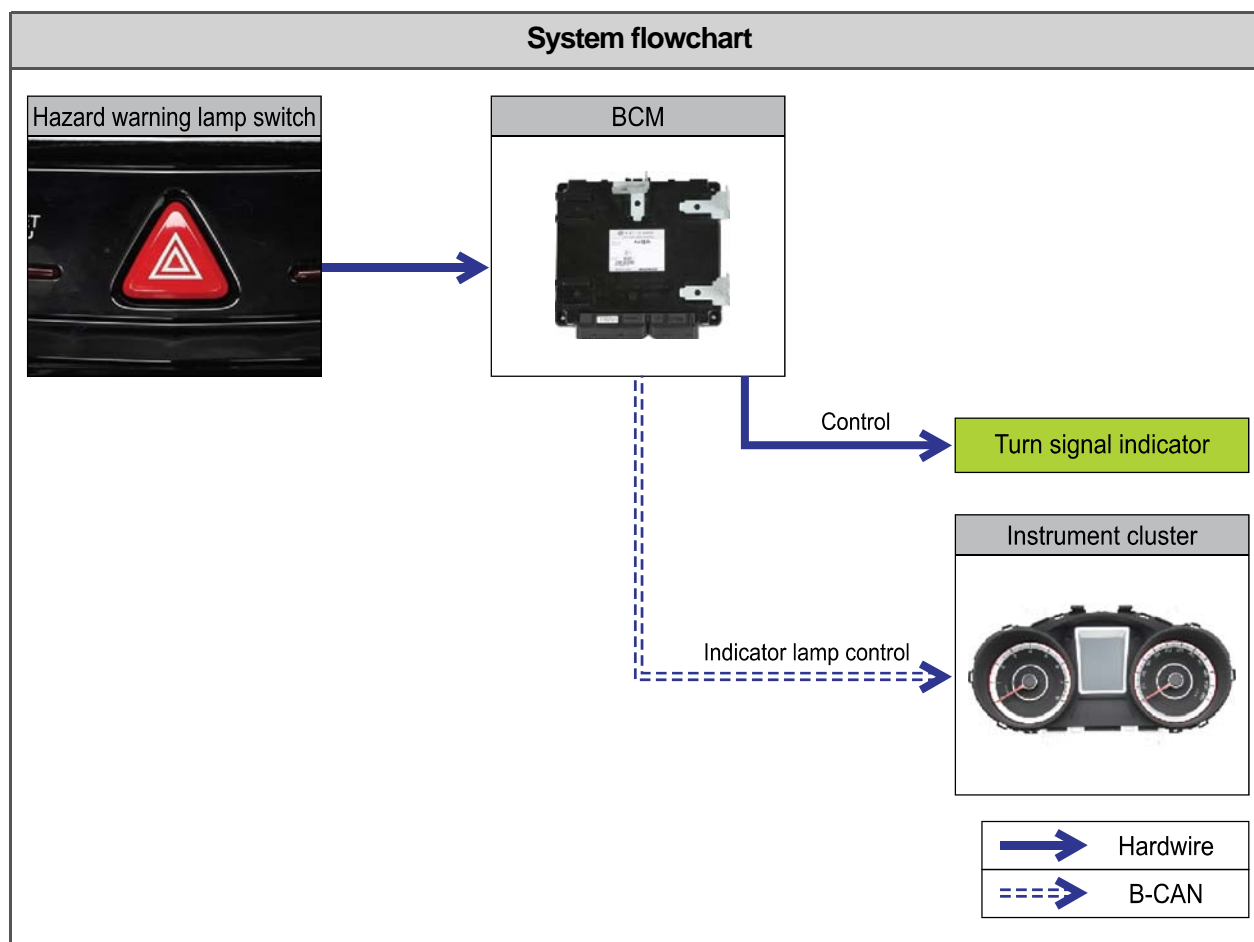 System flowchart
Hazard warning lamp switch
BCM
Control
Turn signal indicator
Instrument cluster
Indicator lamp control
Hardwire
B-CAN